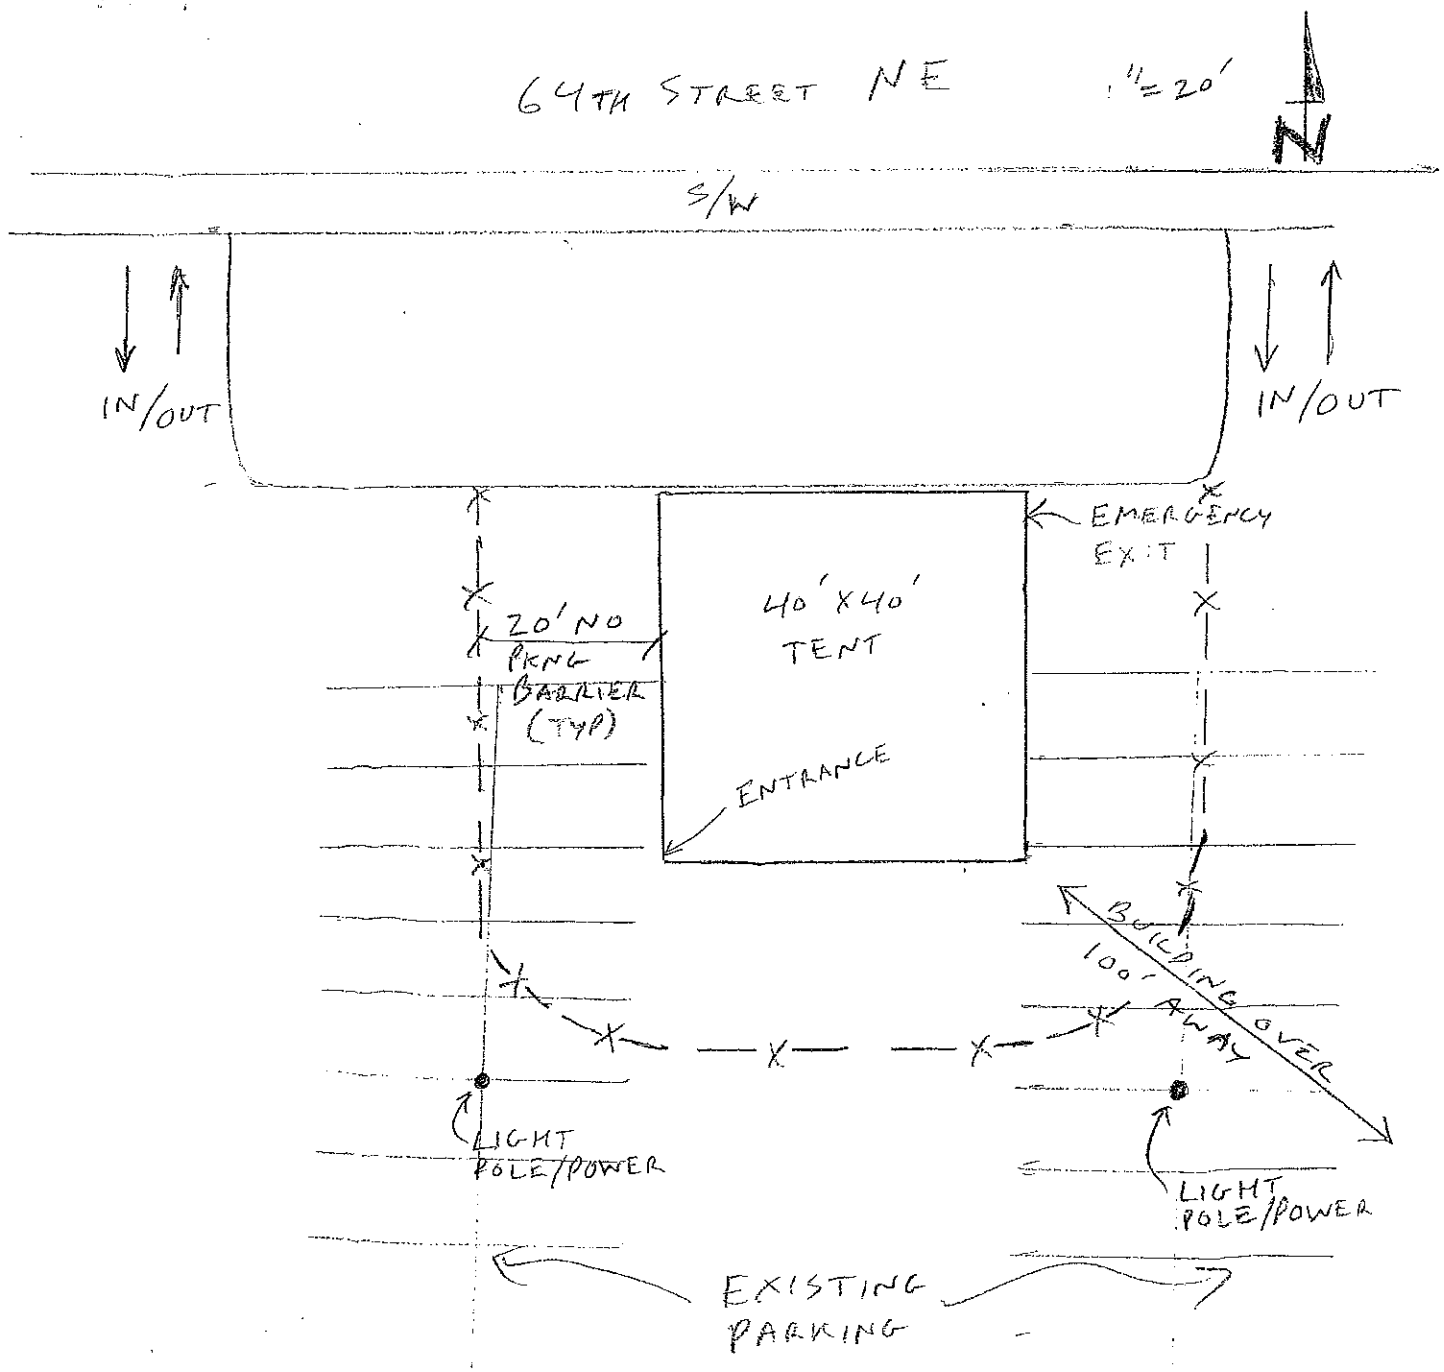 64TH STREET NE
1"=20'
N
S/W
IN/OUT
IN/OUT
EMERGENCY
EXIT
40'X40'
TENT
20' NO
PKNG
BARRIER
(TYP)
ENTRANCE
BUILDING OVER
100' AWAY
LIGHT
POLE/POWER
LIGHT
POLE/POWER
EXISTING
PARKING